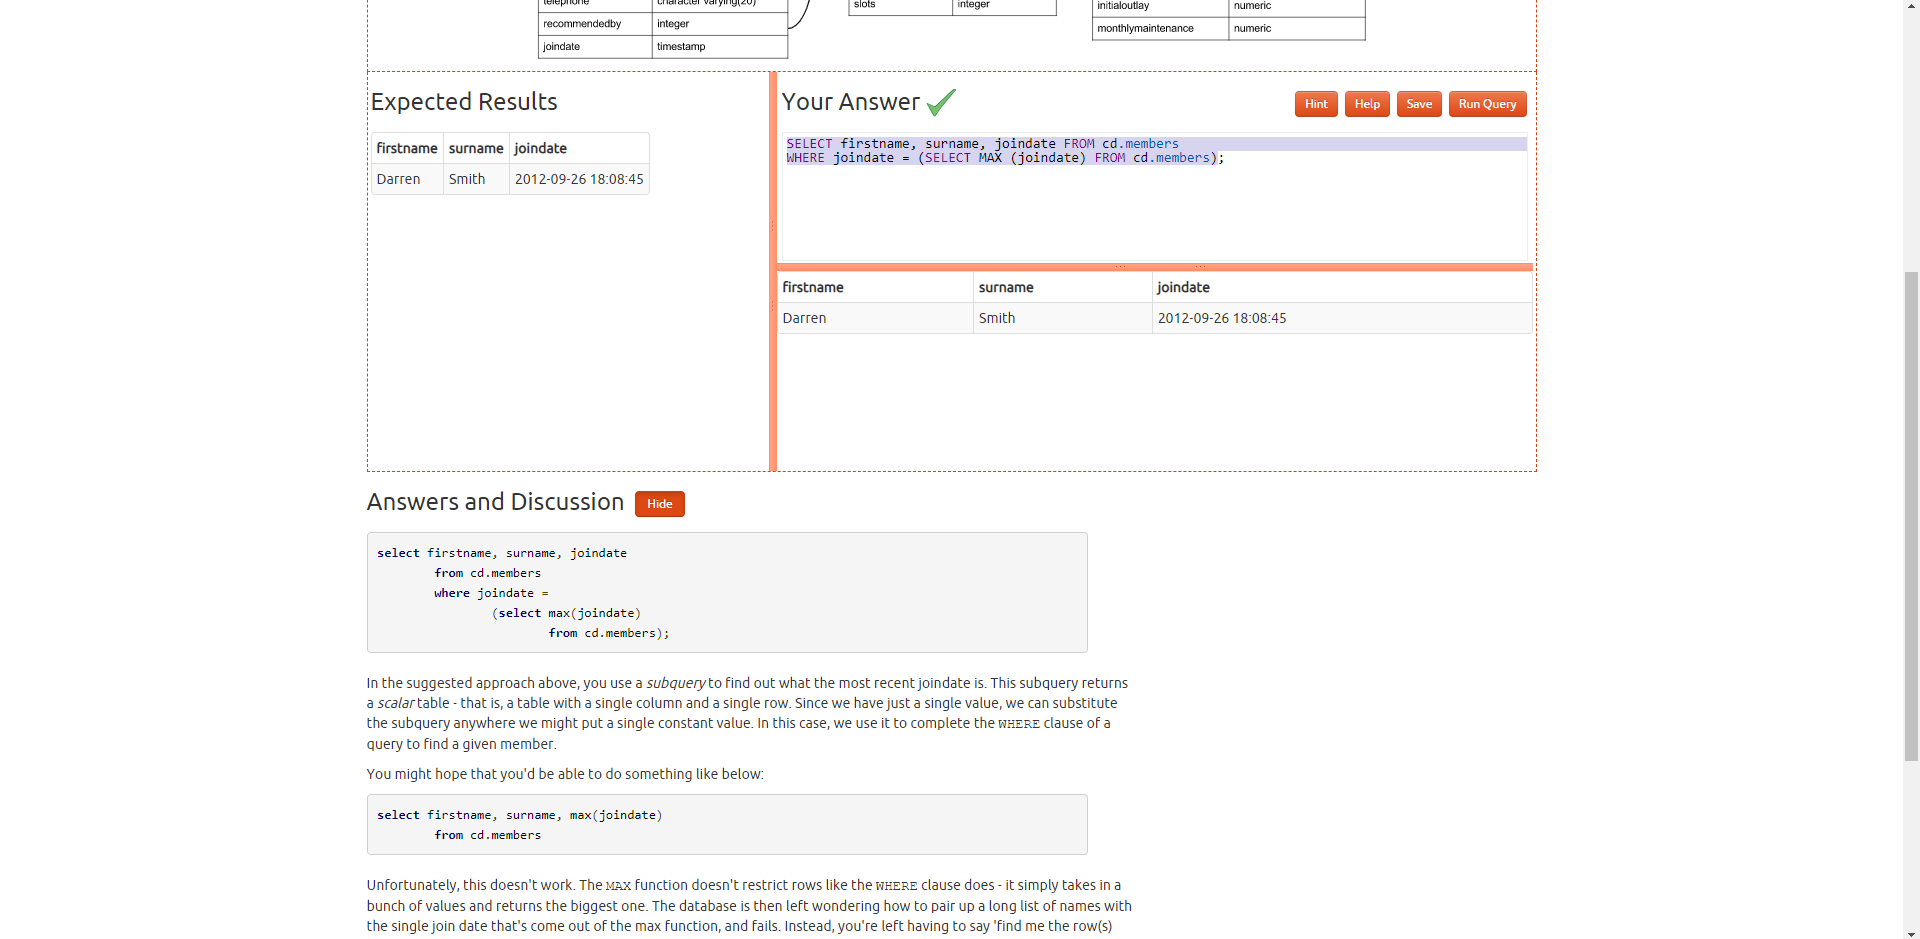 telephone character varying(20)
recommendedby integer
joindate timestamp
slots integer
initialoutlay numeric
monthlymaintenance numeric
Expected Results
firstname surname joindate
Darren Smith 2012-09-26 18:08:45
Your Answer
Hint Help Save Run Query
SELECT firstname, surname, joindate FROM cd.members
WHERE joindate = (SELECT MAX (joindate) FROM cd.members);
firstname surname joindate
Darren Smith 2012-09-26 18:08:45
Answers and Discussion Hide
select firstname, surname, joindate
from cd.members
where joindate =
(select max(joindate)
from cd.members);
In the suggested approach above, you use a subquery to find out what the most recent joindate is. This subquery returns
a scalar table - that is, a table with a single column and a single row. Since we have just a single value, we can substitute
the subquery anywhere we might put a single constant value. In this case, we use it to complete the WHERE clause of a
query to find a given member.
You might hope that you'd be able to do something like below:
select firstname, surname, max(joindate)
from cd.members
Unfortunately, this doesn't work. The MAX function doesn't restrict rows like the WHERE clause does - it simply takes in a
bunch of values and returns the biggest one. The database is then left wondering how to pair up a long list of names with
the single join date that's come out of the max function, and fails. Instead, you're left having to say 'find me the row(s)